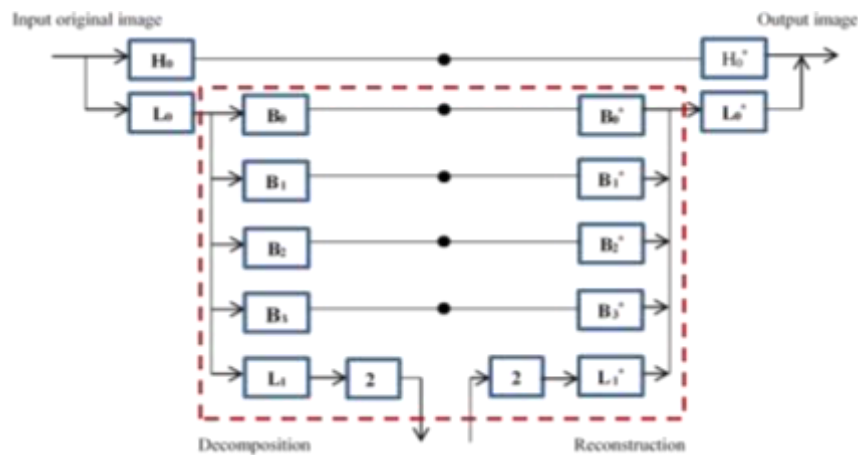 Input original image
Output image
H₀
H₀*
L₀
L₀*
B₀
B₀*
B₁
B₁*
B₂
B₂*
B₃
B₃*
L₁
2
2
L₁*
Decomposition
Reconstruction